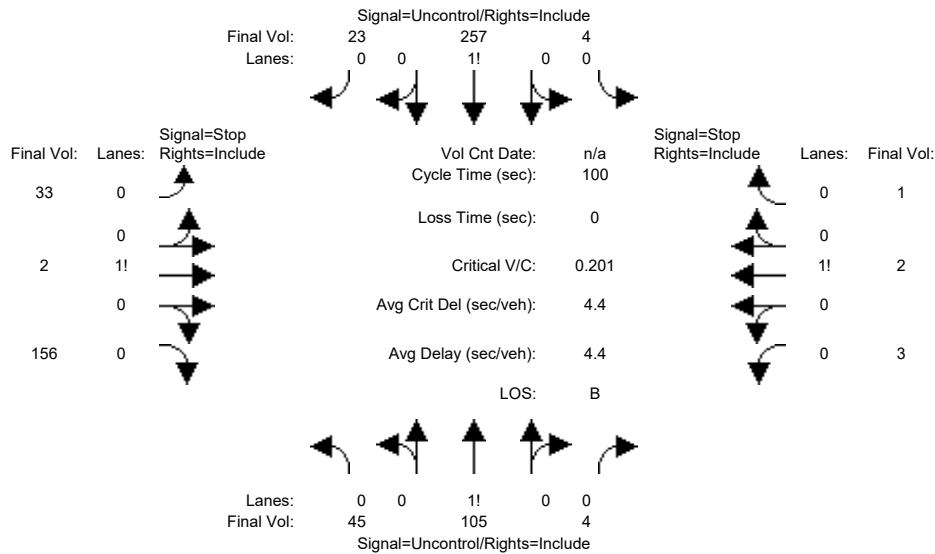 Signal=Uncontrol/Rights=Include
Final Vol: 23 257 4
Lanes: 0 0 1! 0 0
Signal=Stop Signal=Stop
Final Vol: Lanes: Rights=Include Vol Cnt Date: n/a Rights=Include Lanes: Final Vol:
Cycle Time (sec): 100
33 0 0 1
Loss Time (sec): 0
0 0
2 1! Critical V/C: 0.201 1! 2
0 Avg Crit Del (sec/veh): 4.4 0
156 0 Avg Delay (sec/veh): 4.4 0 3
LOS: B
Lanes: 0 0 1! 0 0
Final Vol: 45 105 4
Signal=Uncontrol/Rights=Include